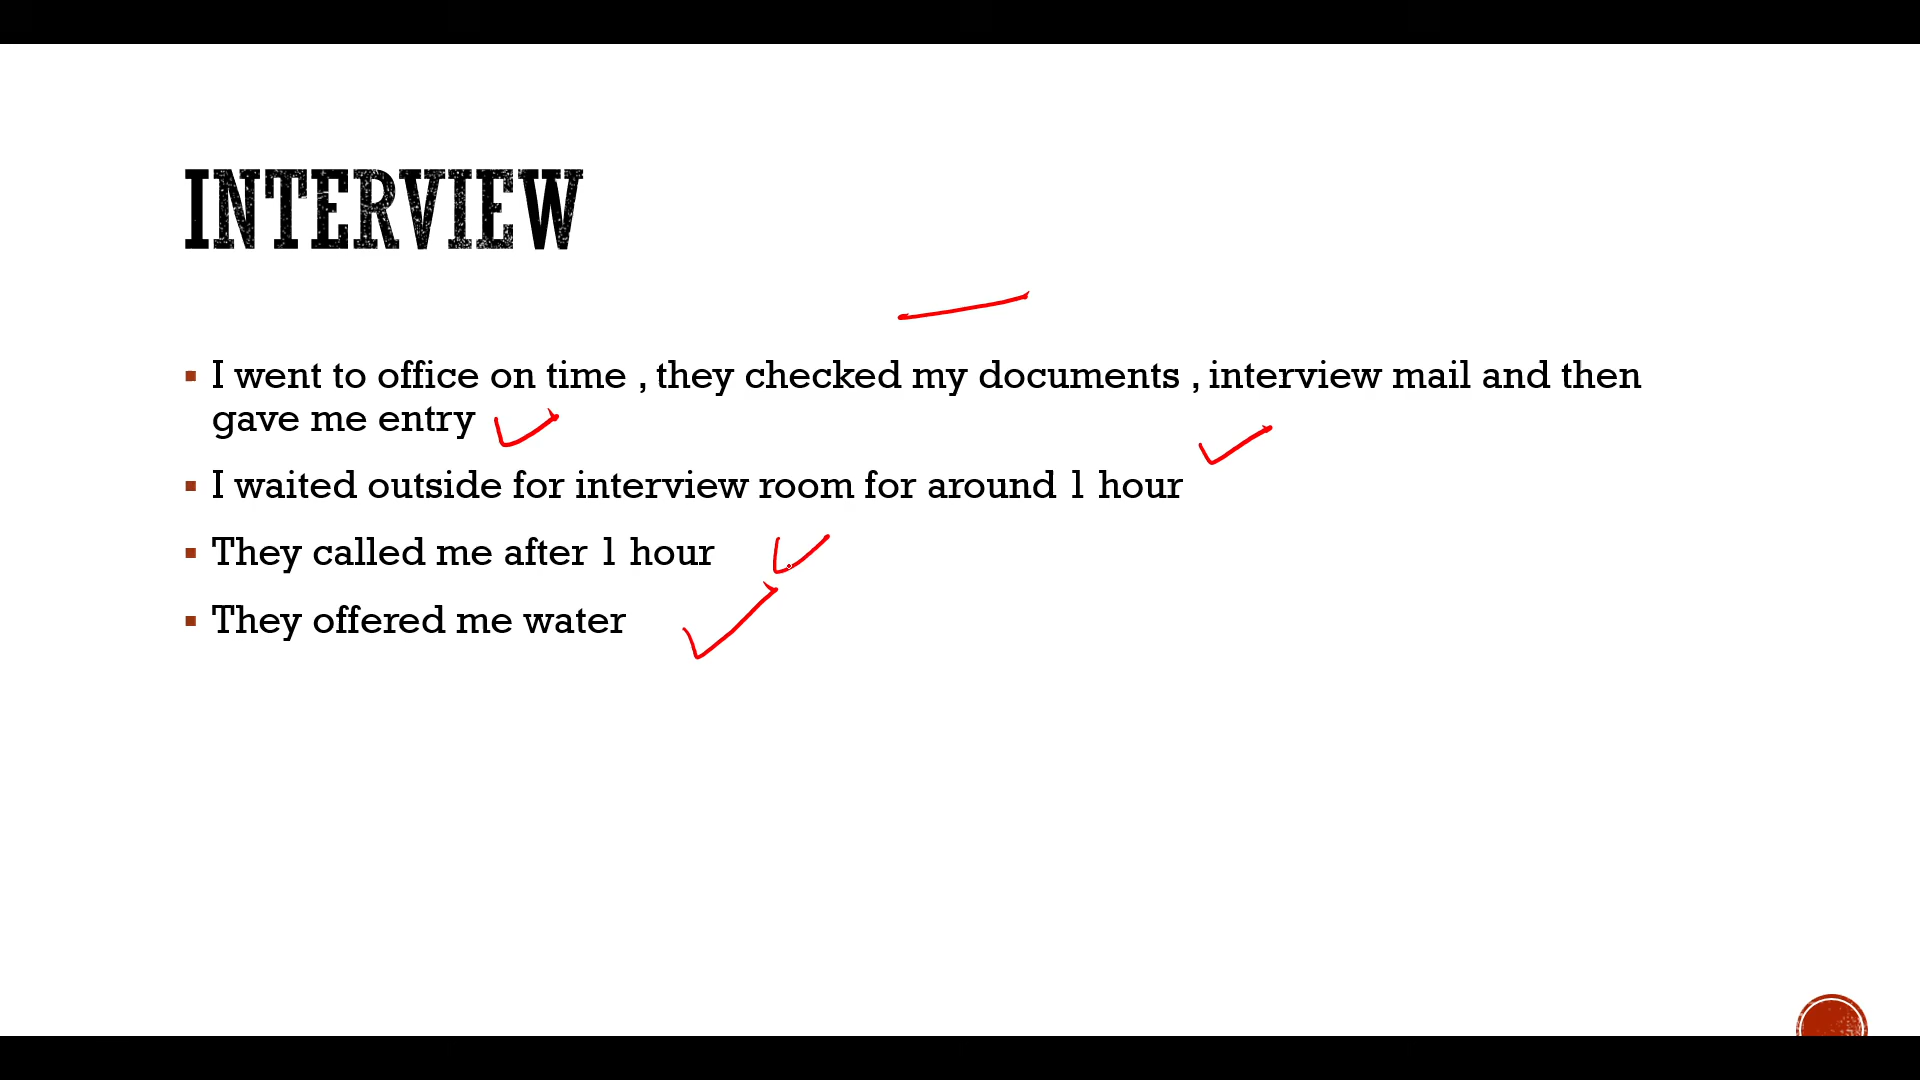 INTERVIEW
▪ I went to office on time , they checked my documents , interview mail and then
gave me entry
▪ I waited outside for interview room for around 1 hour
▪ They called me after 1 hour
▪ They offered me water